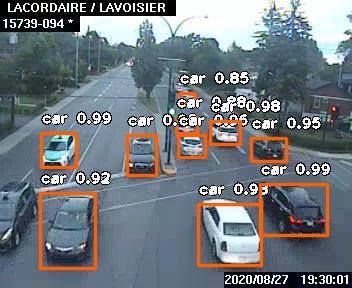 LACORDAIRE / LAVOISIER
15739-094 *
car 0.85
car 0.98
car 0.99
car 0.95
car 0.99
car 0.92
2020/08/27 19:30:01